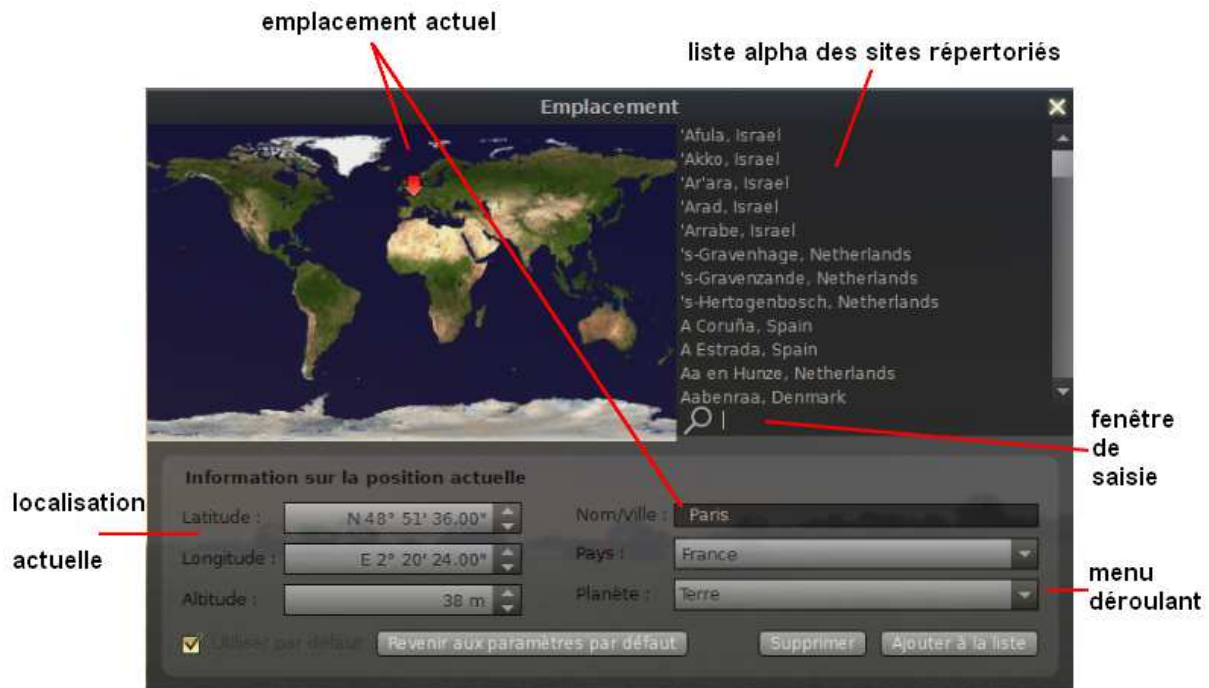 emplacement actuel
liste alpha des sites répertoriés
Emplacement
'Afula, Israel
'Akko, Israel
'Ar'ara, Israel
'Arad, Israel
'Arrabe, Israel
's-Gravenhage, Netherlands
's-Gravenzande, Netherlands
's-Hertogenbosch, Netherlands
A Coruña, Spain
A Estrada, Spain
Aa en Hunze, Netherlands
Aabenraa, Denmark
fenêtre
de
saisie
Information sur la position actuelle
localisation
actuelle
Latitude : N 48° 51' 36.00"
Longitude : E 2° 20' 24.00"
Altitude : 38 m
Nom/Ville : Paris
Pays : France
Planète : Terre
menu
déroulant
Utiliser par défaut
Revenir aux paramètres par défaut
Supprimer
Ajouter à la liste